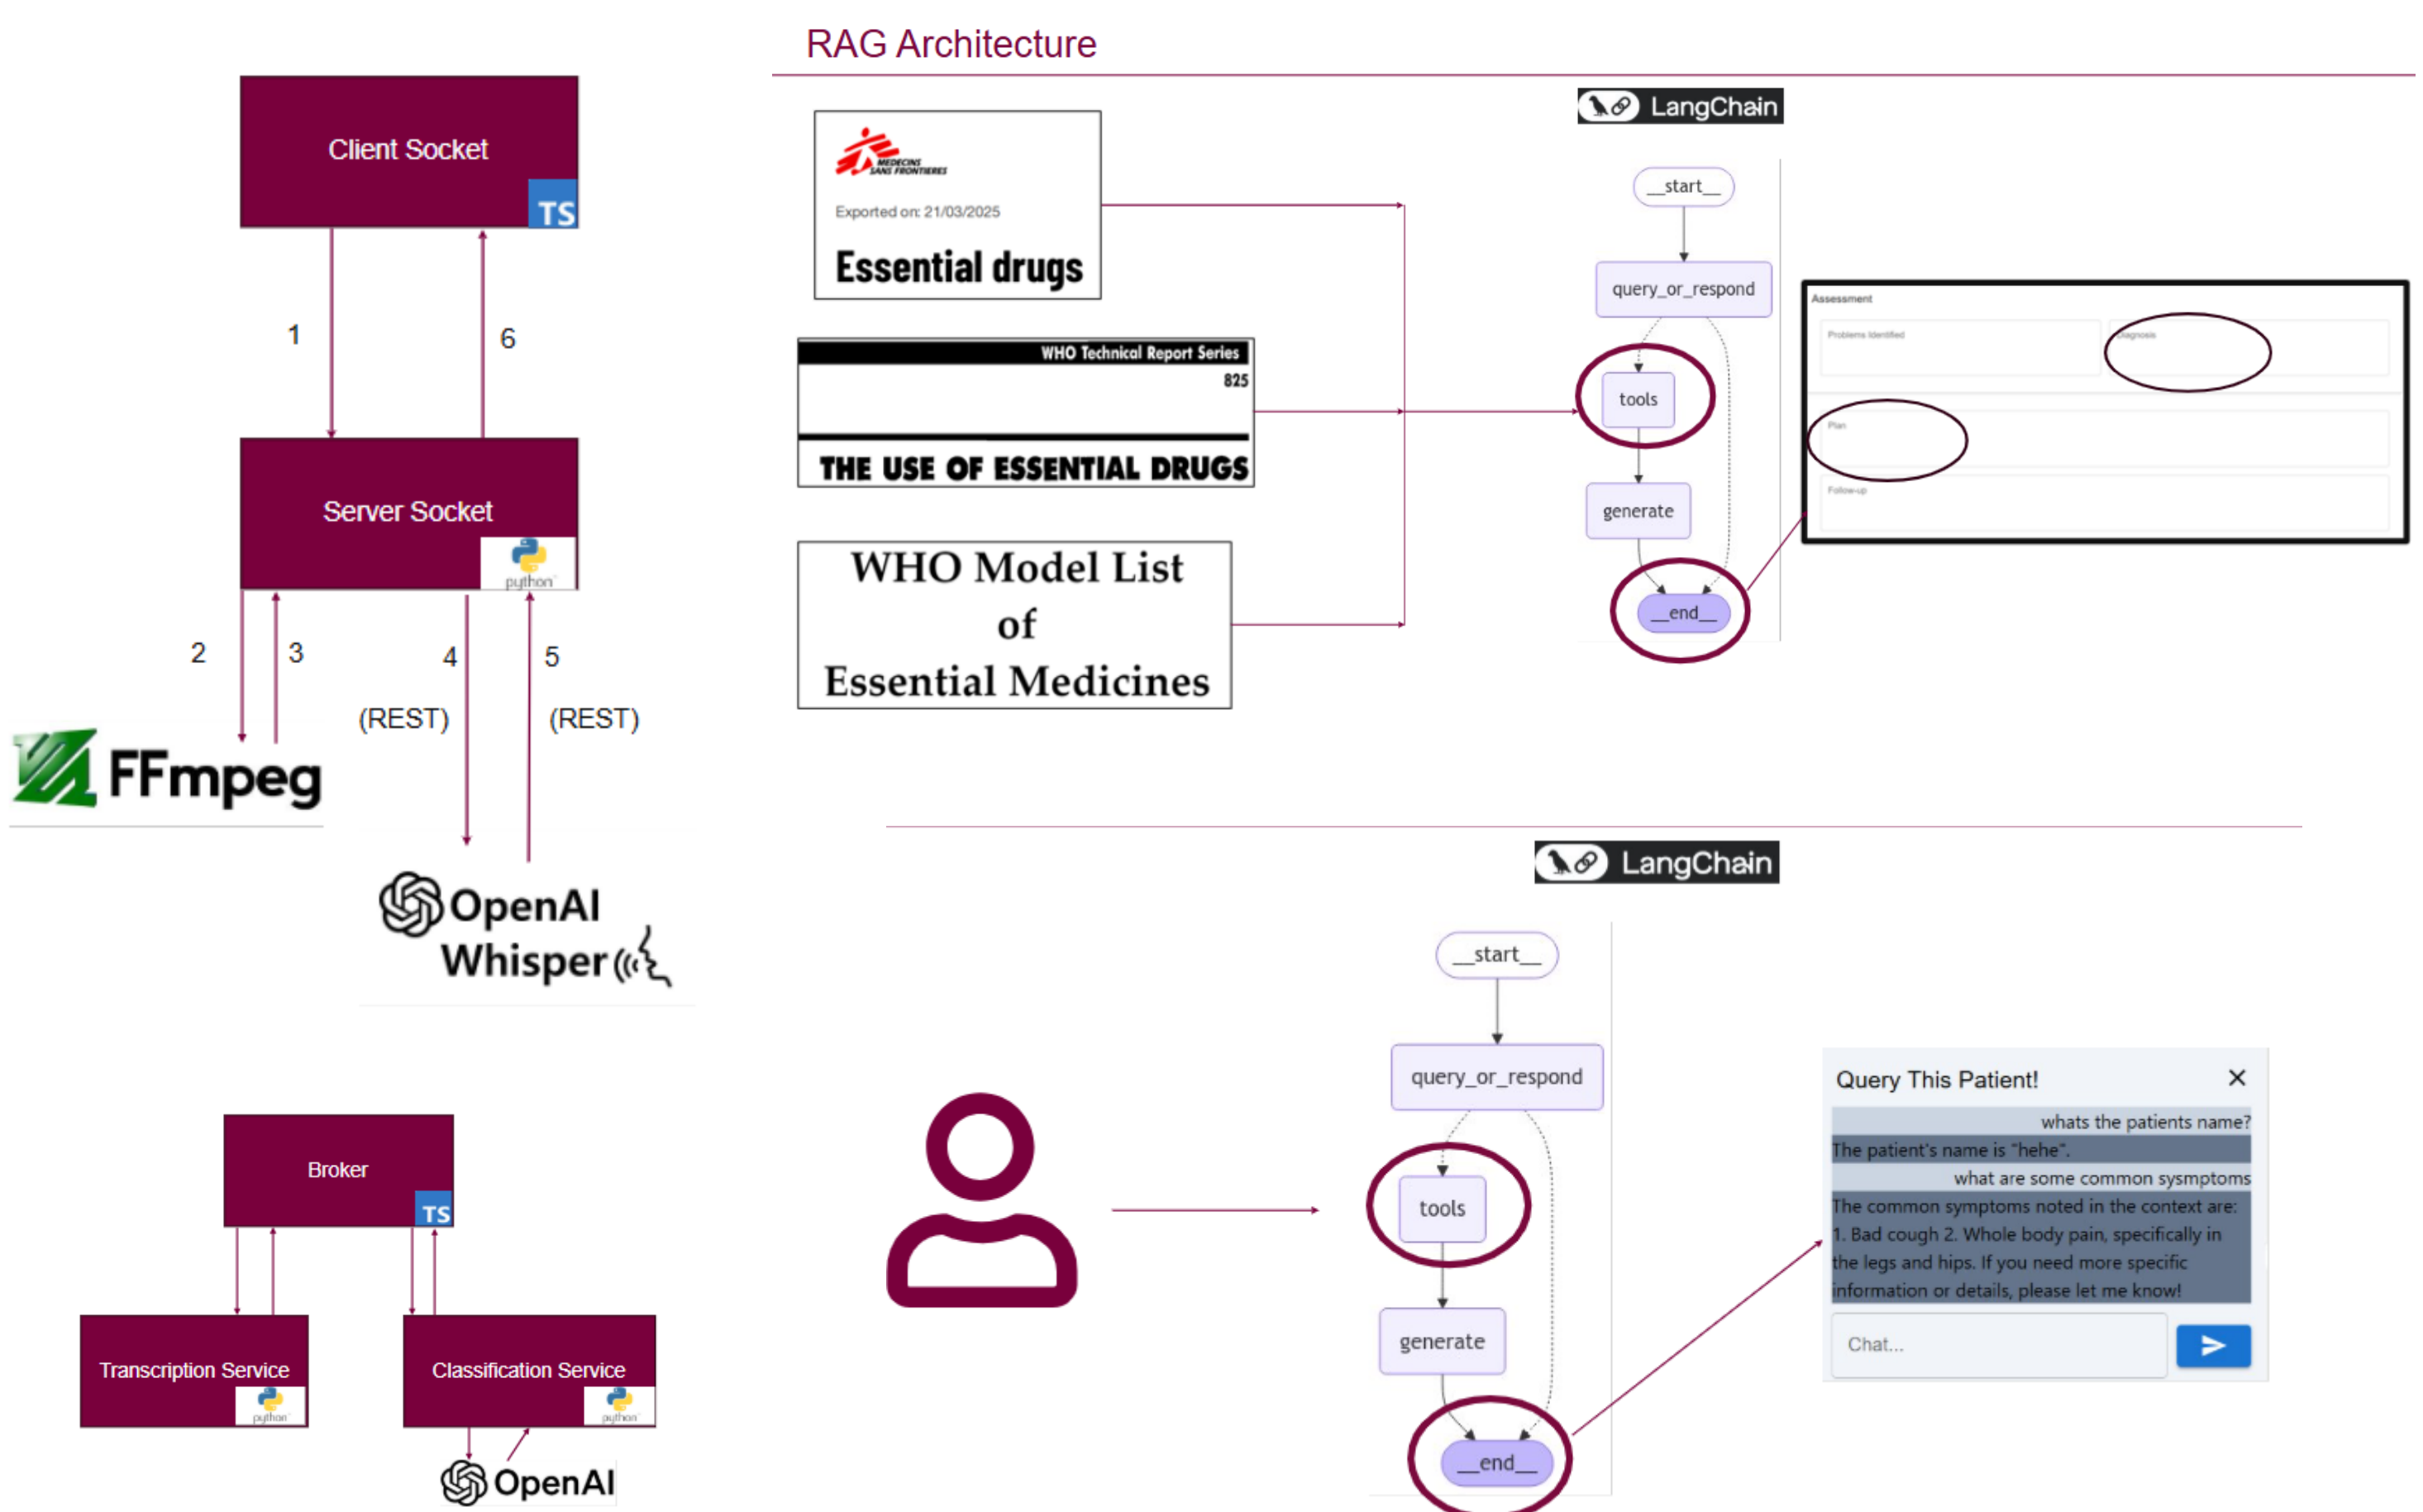 Client Socket
TS
1
6
Server Socket
python
2
3
4
5
(REST)
(REST)
FFmpeg
OpenAI
Whisper
Broker
TS
Transcription Service
python
Classification Service
python
OpenAI
RAG Architecture
MEDECINS
SANS FRONTIERES
Exported on: 21/03/2025
Essential drugs
WHO Technical Report Series
825
THE USE OF ESSENTIAL DRUGS
WHO Model List
of
Essential Medicines
LangChain
__start__
query_or_respond
tools
generate
__end__
Assessment
Problems Identified
Diagnosis
Plan
Follow-up
LangChain
__start__
query_or_respond
tools
generate
__end__
Query This Patient!
whats the patients name?
The patient's name is "hehe".
what are some common sysmptoms
The common symptoms noted in the context are:
1. Bad cough 2. Whole body pain, specifically in
the legs and hips. If you need more specific
information or details, please let me know!
Chat...